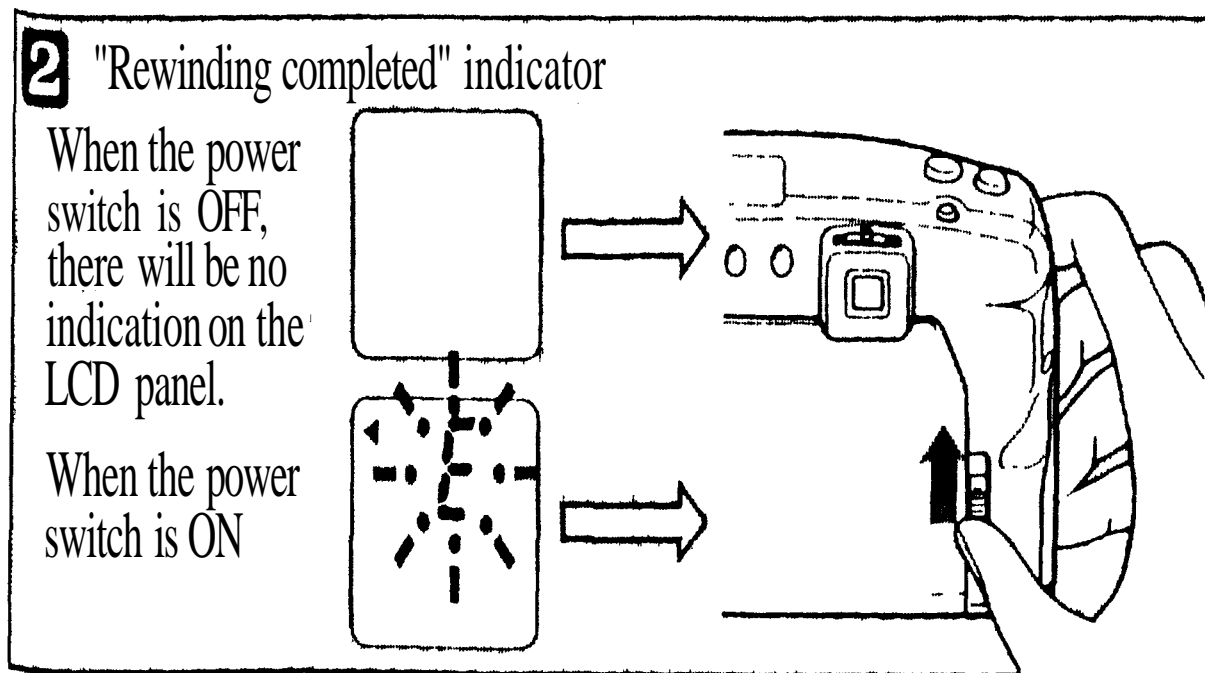 2 "Rewinding completed" indicator
When the power
switch is OFF,
there will be no
indication on the
LCD panel.
E
When the power
switch is ON